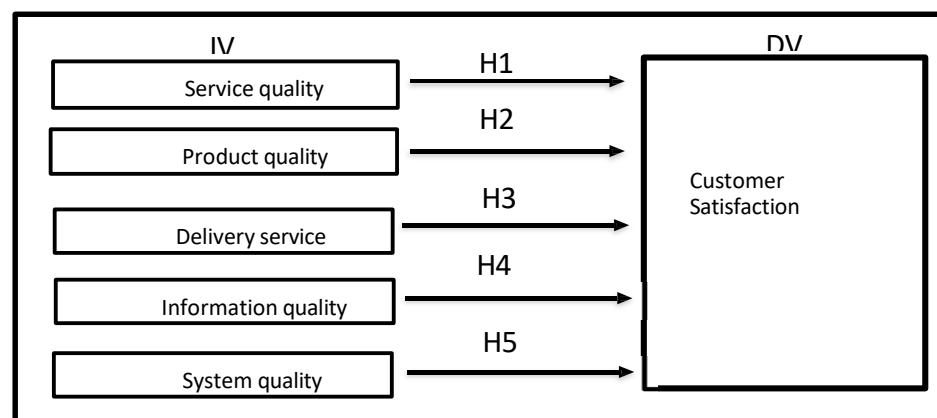 IV
DV
H1
Service quality
H2
Product quality
Customer
Satisfaction
H3
Delivery service
H4
Information quality
H5
System quality